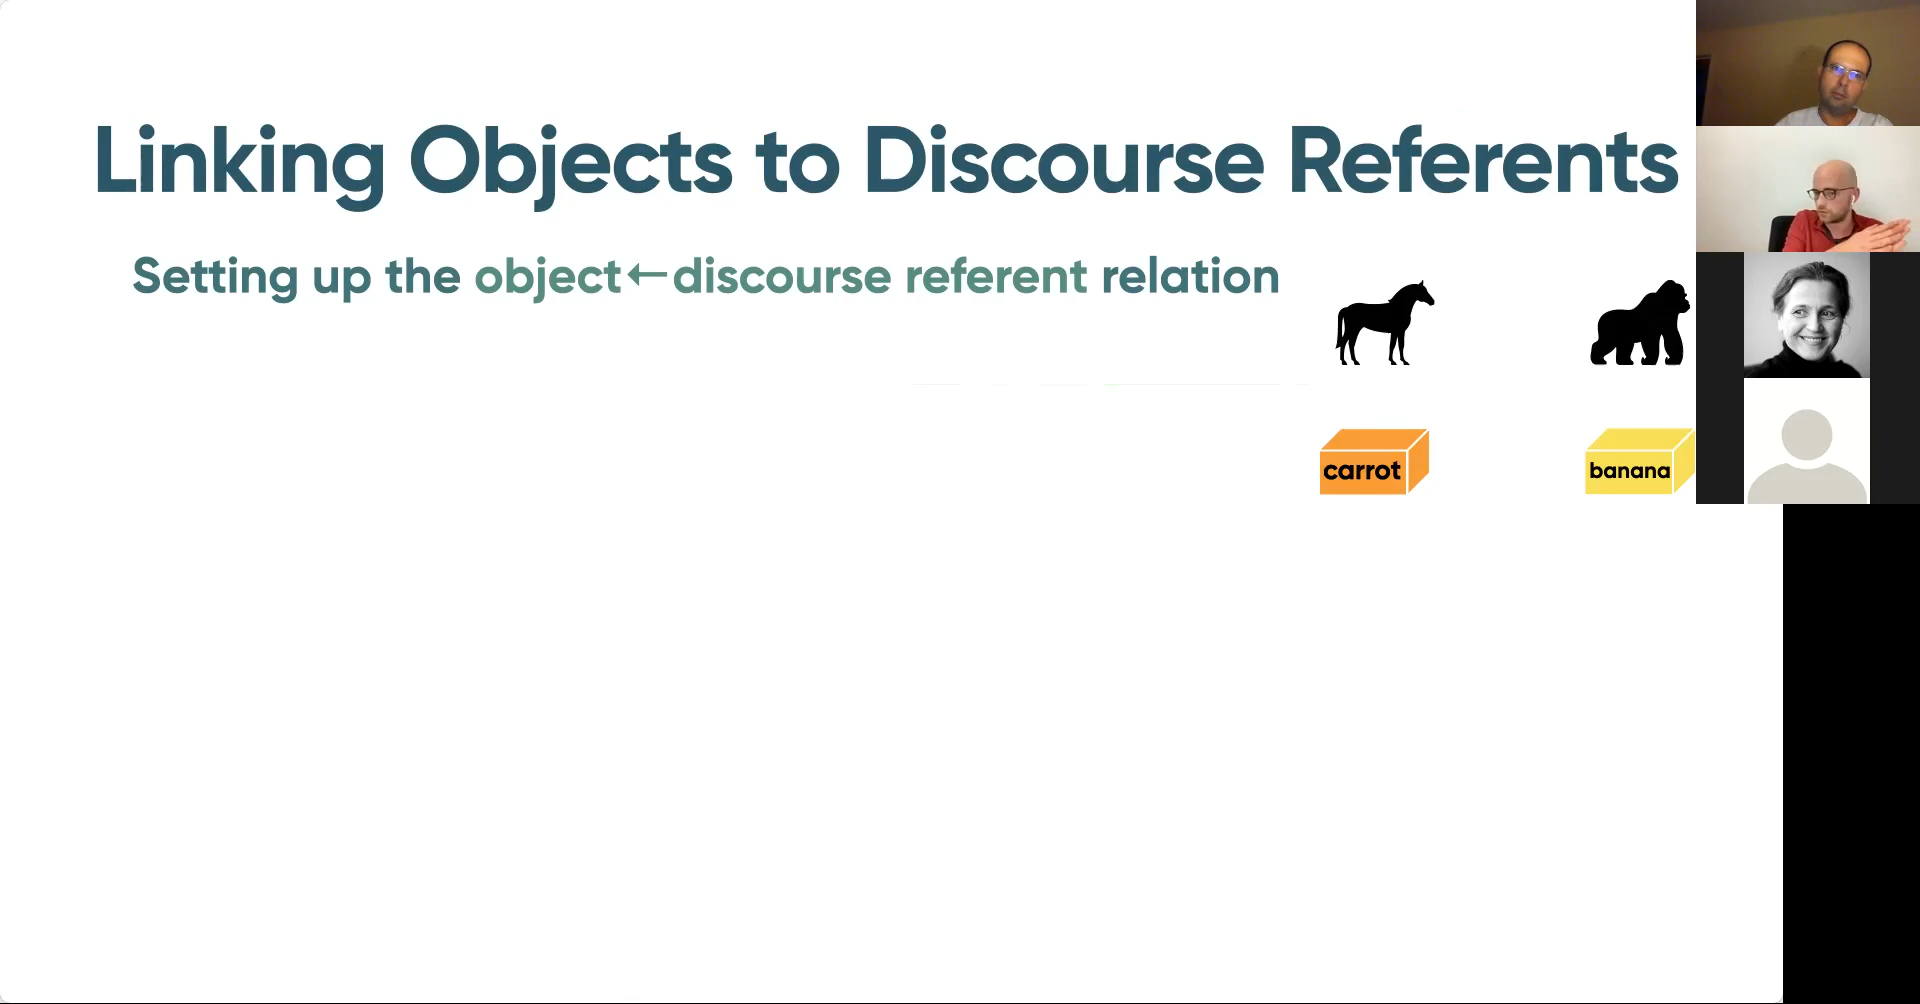 Linking Objects to Discourse Referents
Setting up the object←discourse referent relation
carrot
banana